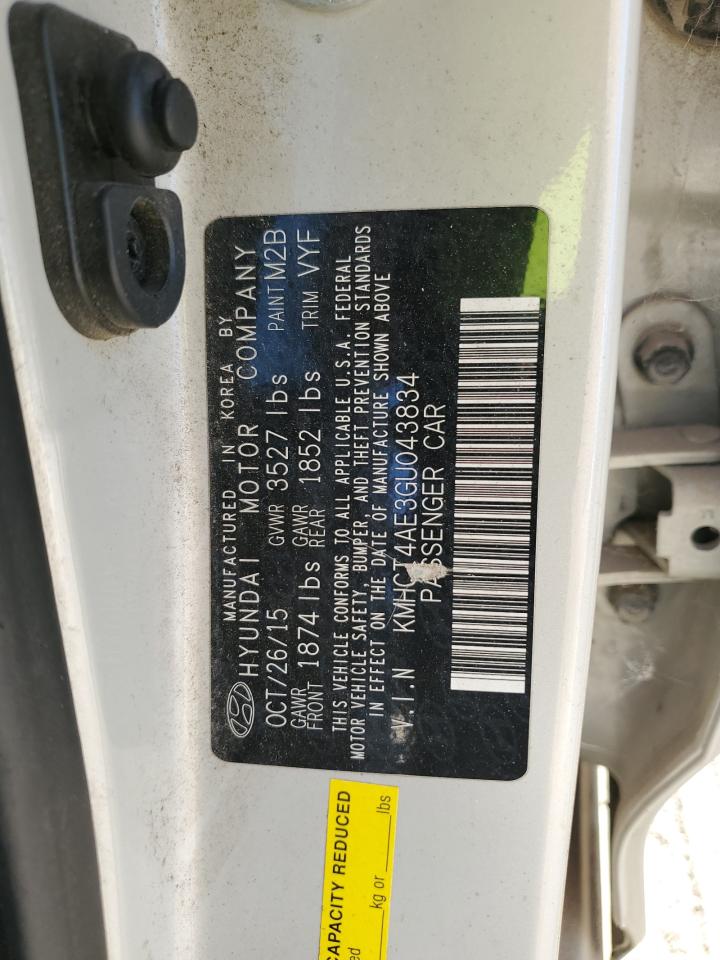 MANUFACTURED IN KOREA BY
HYUNDAI MOTOR COMPANY
OCT/26/15 GVWR 3527 lbs PAINT M2B
GAWR FRONT 1874 lbs GAWR REAR 1852 lbs TRIM VYF
THIS VEHICLE CONFORMS TO ALL APPLICABLE U.S.A. FEDERAL
MOTOR VEHICLE SAFETY, BUMPER, AND THEFT PREVENTION STANDARDS
IN EFFECT ON THE DATE OF MANUFACTURE SHOWN ABOVE
V.I.N KMHCT4AE3GU043834
PASSENGER CAR
CAPACITY REDUCED
kg or lbs